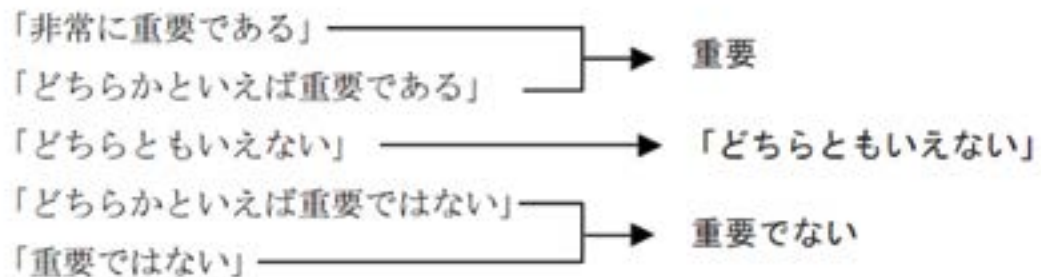 「非常に重要である」
重要
「どちらかといえば重要である」
「どちらともいえない」 「どちらともいえない」
「どちらかといえば重要ではない」
重要でない
「重要ではない」